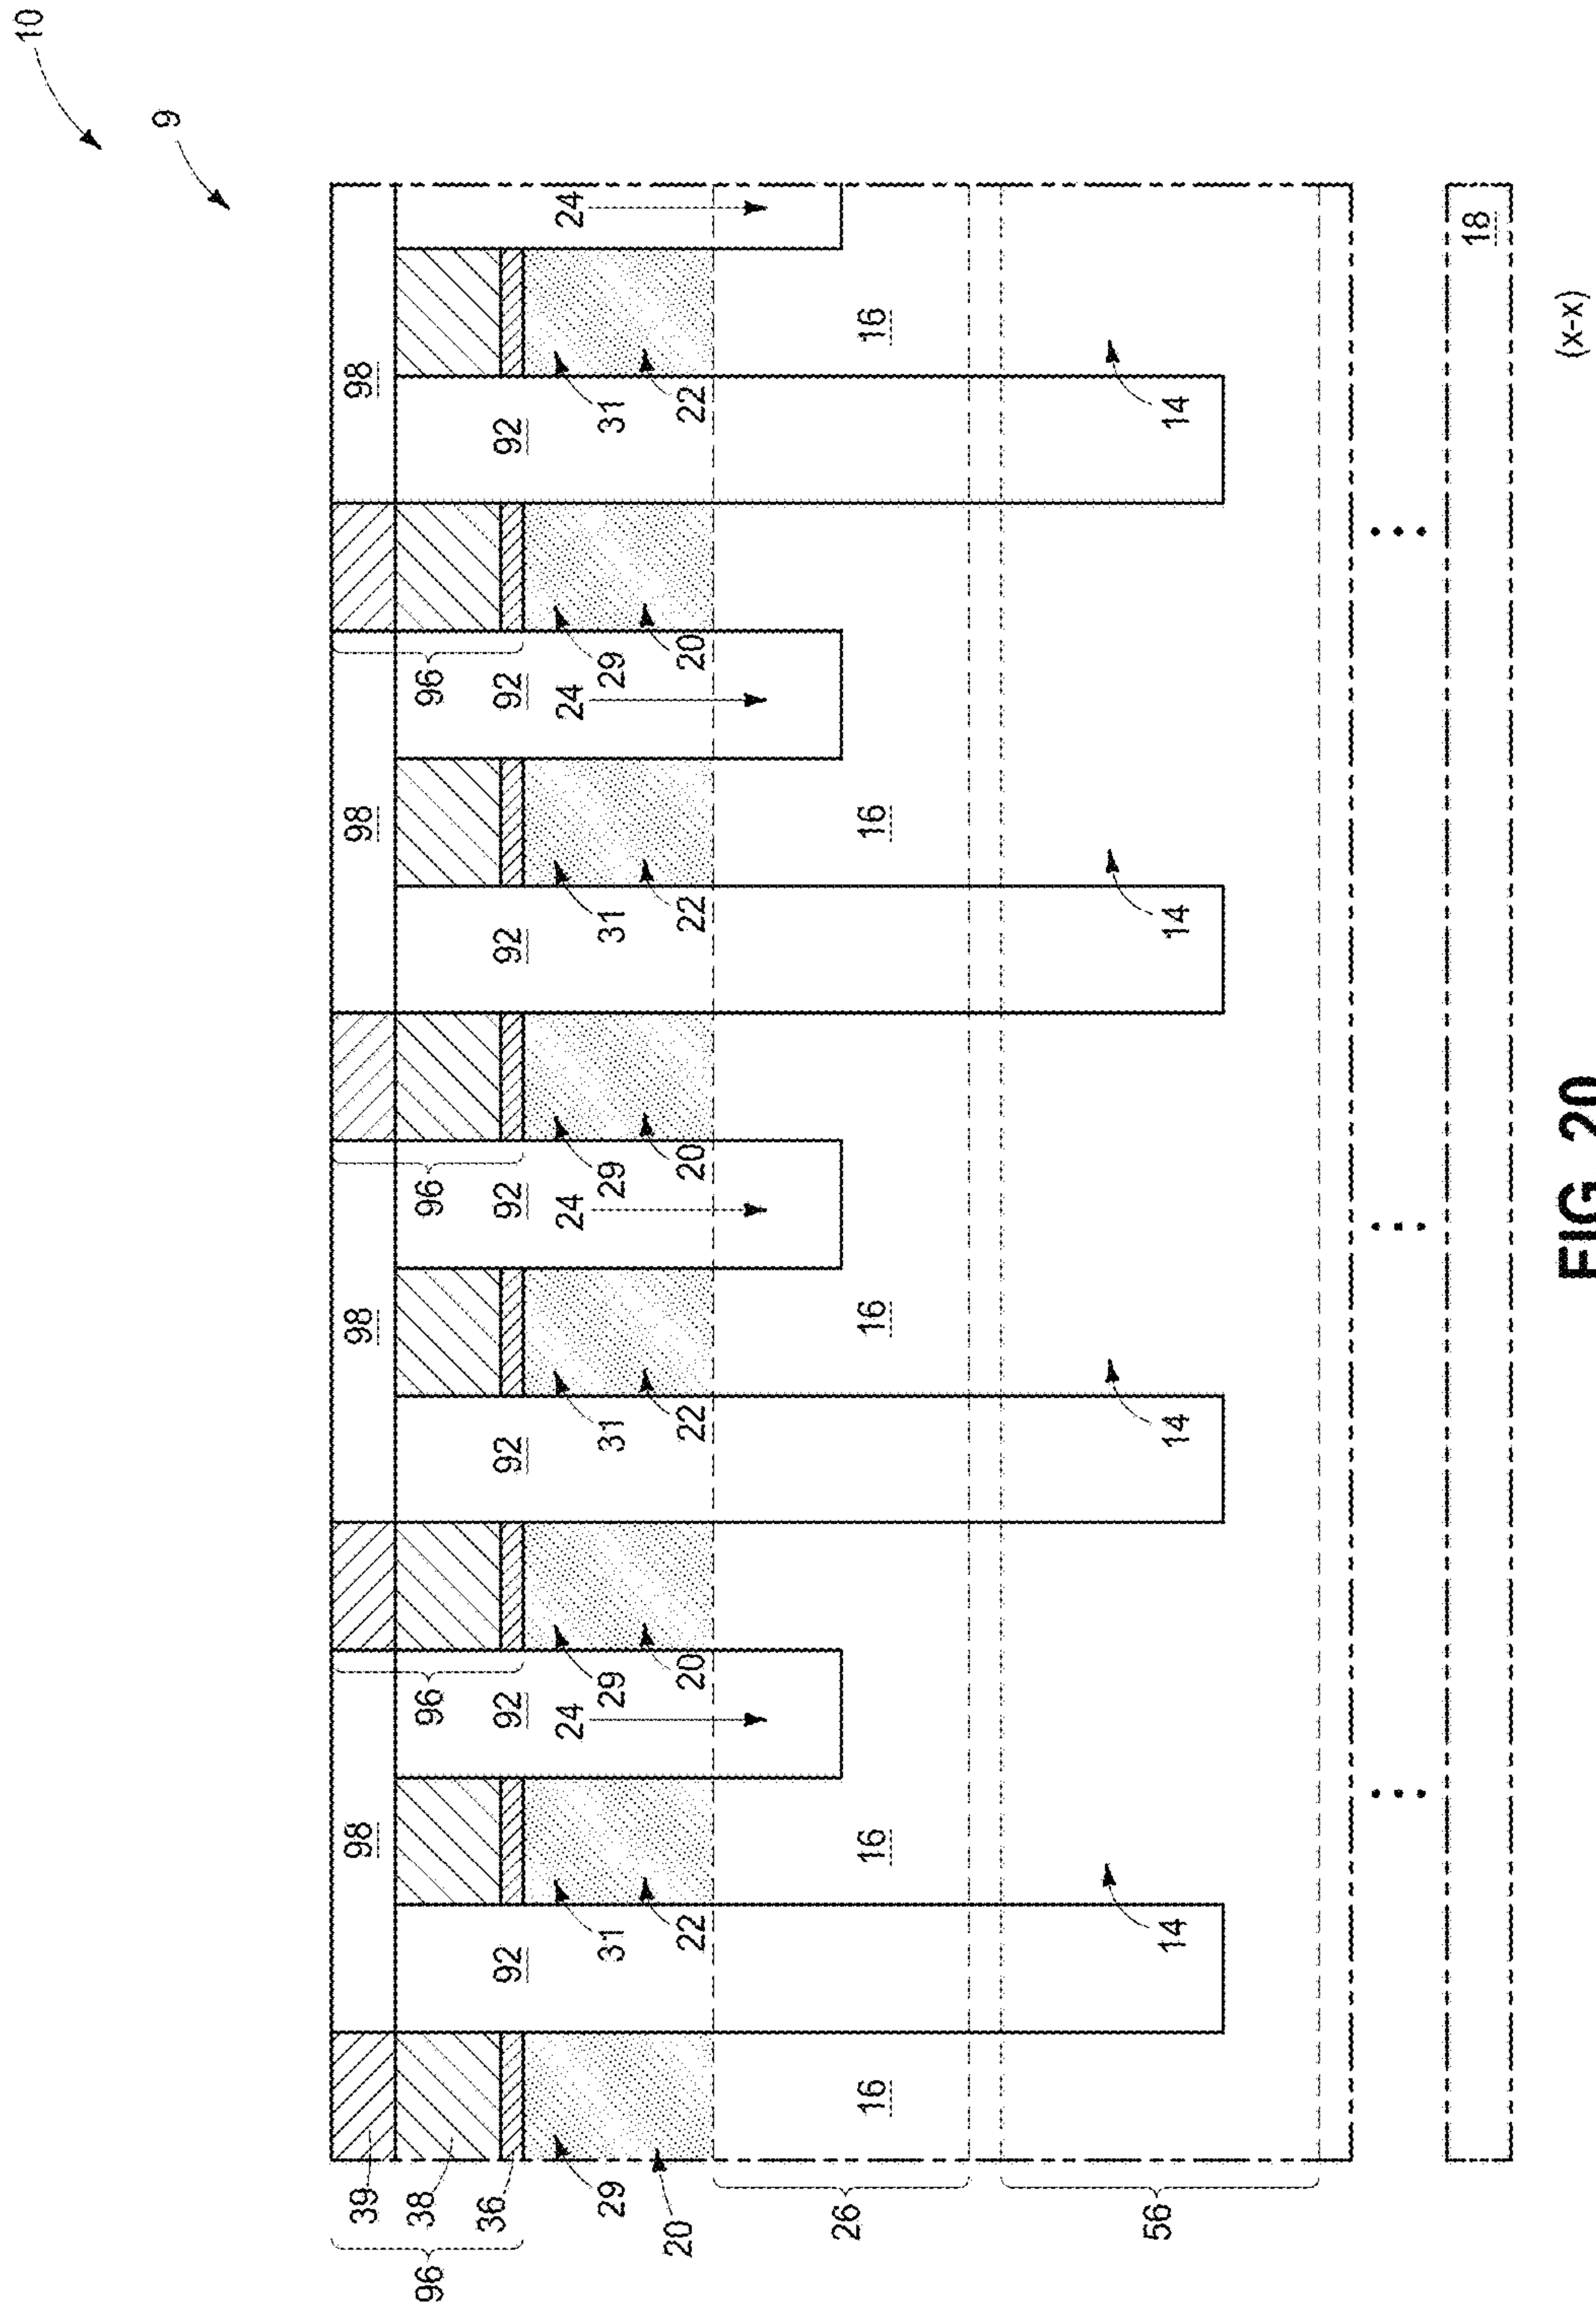 10
9
39 98 98 98 98
96 38 96 96 96
36 92 92 92 92 92 92 92
24 24 24 24
29 31 29 31 29 31 29 31
20 22 20 22 20 22 20 22
26 16 16 16 16 16
56 14 14 14 14
18
FIG. 20 (x-x)